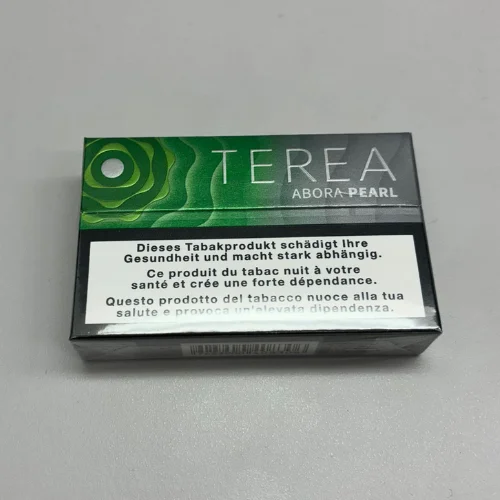 TEREA
ABORA PEARL
Dieses Tabakprodukt schädigt Ihre
Gesundheit und macht stark abhängig.
Ce produit du tabac nuit à votre
santé et crée une forte dépendance.
Questo prodotto del tabacco nuoce alla tua
salute e provoca un'elevata dipendenza.